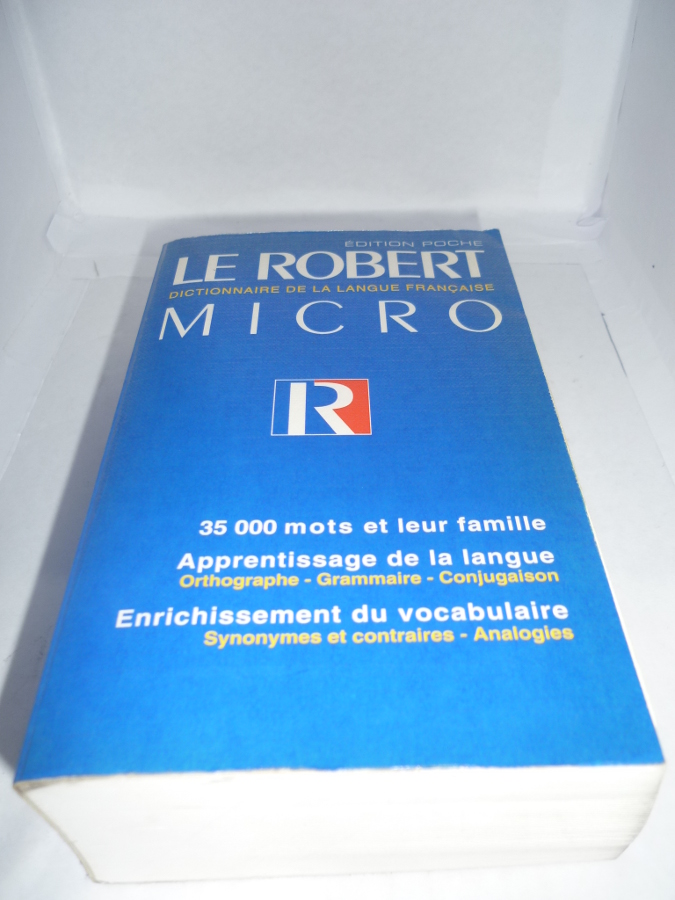 ÉDITION POCHE
LE ROBERT
DICTIONNAIRE DE LA LANGUE FRANÇAISE
MICRO
R
35 000 mots et leur famille
Apprentissage de la langue
Orthographe - Grammaire - Conjugaison
Enrichissement du vocabulaire
Synonymes et contraires - Analogies